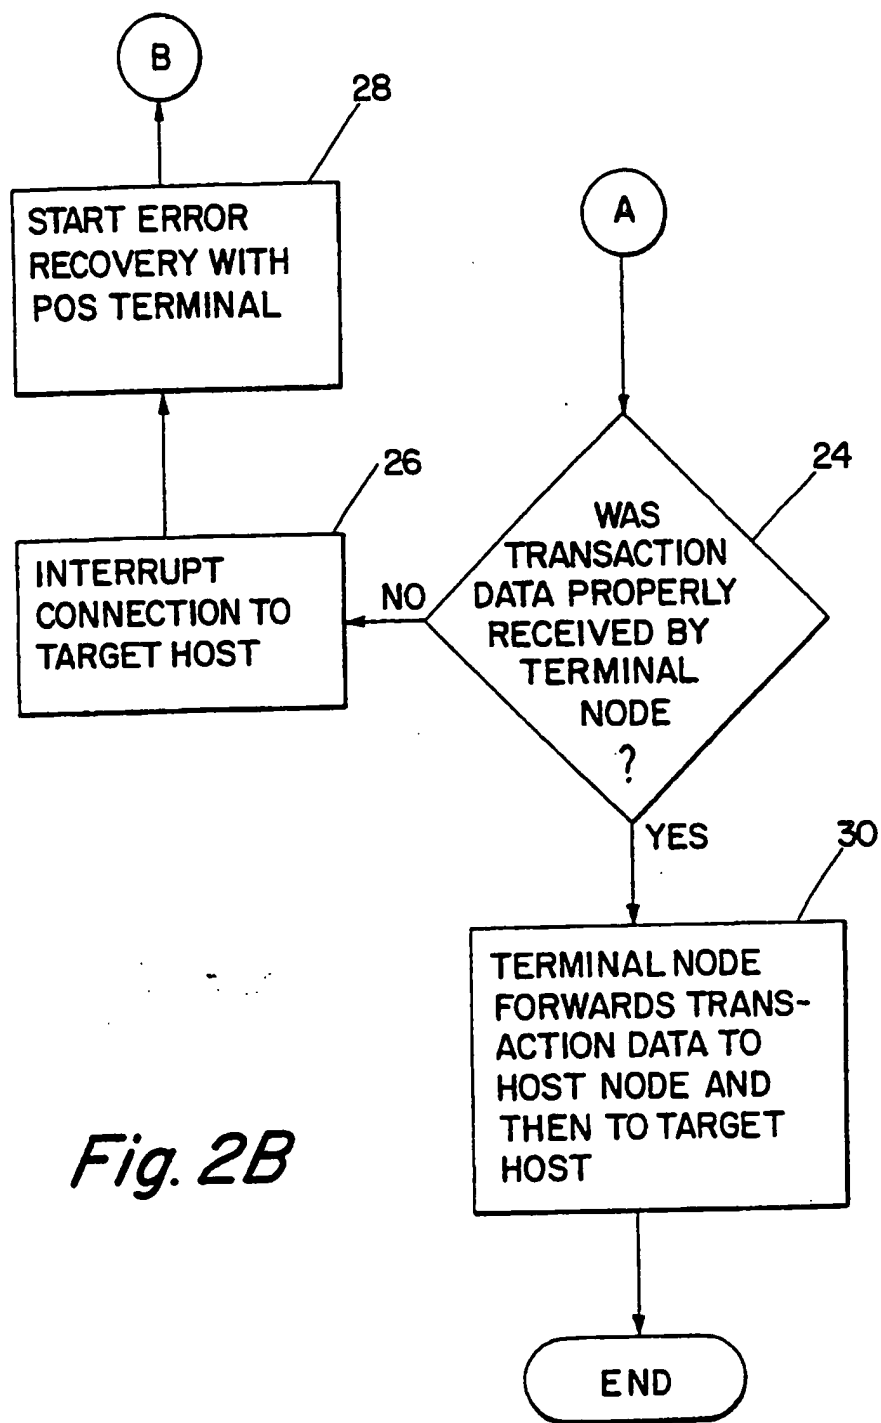 B
28
START ERROR
RECOVERY WITH
POS TERMINAL
A
26
INTERRUPT
CONNECTION TO
TARGET HOST
NO
24
WAS
TRANSACTION
DATA PROPERLY
RECEIVED BY
TERMINAL
NODE
?
YES
30
TERMINAL NODE
FORWARDS TRANS-
ACTION DATA TO
HOST NODE AND
THEN TO TARGET
HOST
Fig. 2B
END